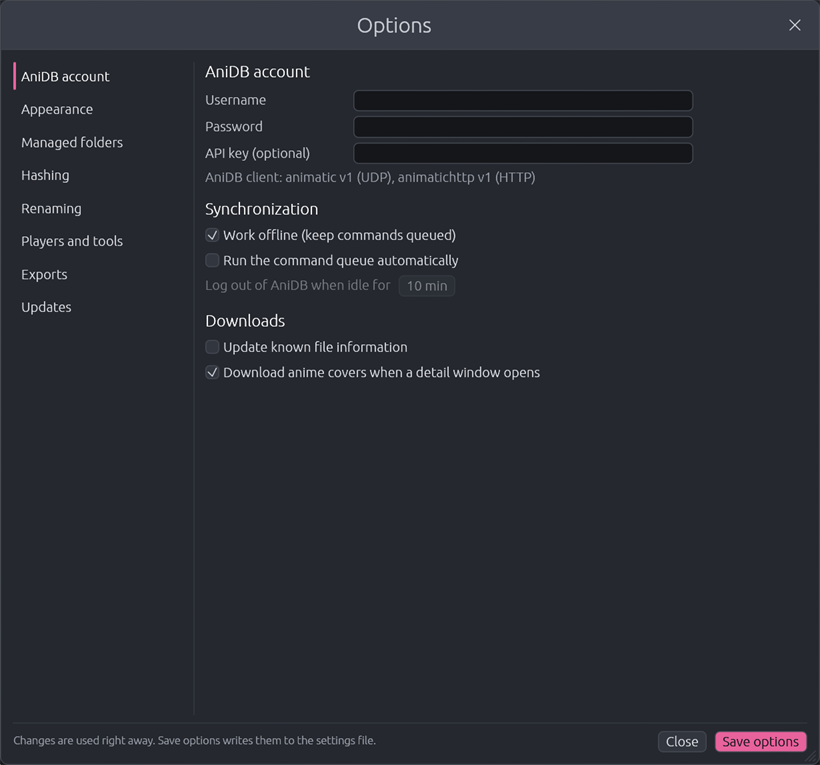 Options
AniDB account
Appearance
Managed folders
Hashing
Renaming
Players and tools
Exports
Updates
AniDB account
Username
Password
API key (optional)
AniDB client: animatic v1 (UDP), animatichttp v1 (HTTP)
Synchronization
Work offline (keep commands queued)
Run the command queue automatically
Log out of AniDB when idle for 10 min
Downloads
Update known file information
Download anime covers when a detail window opens
Changes are used right away. Save options writes them to the settings file.
Close
Save options